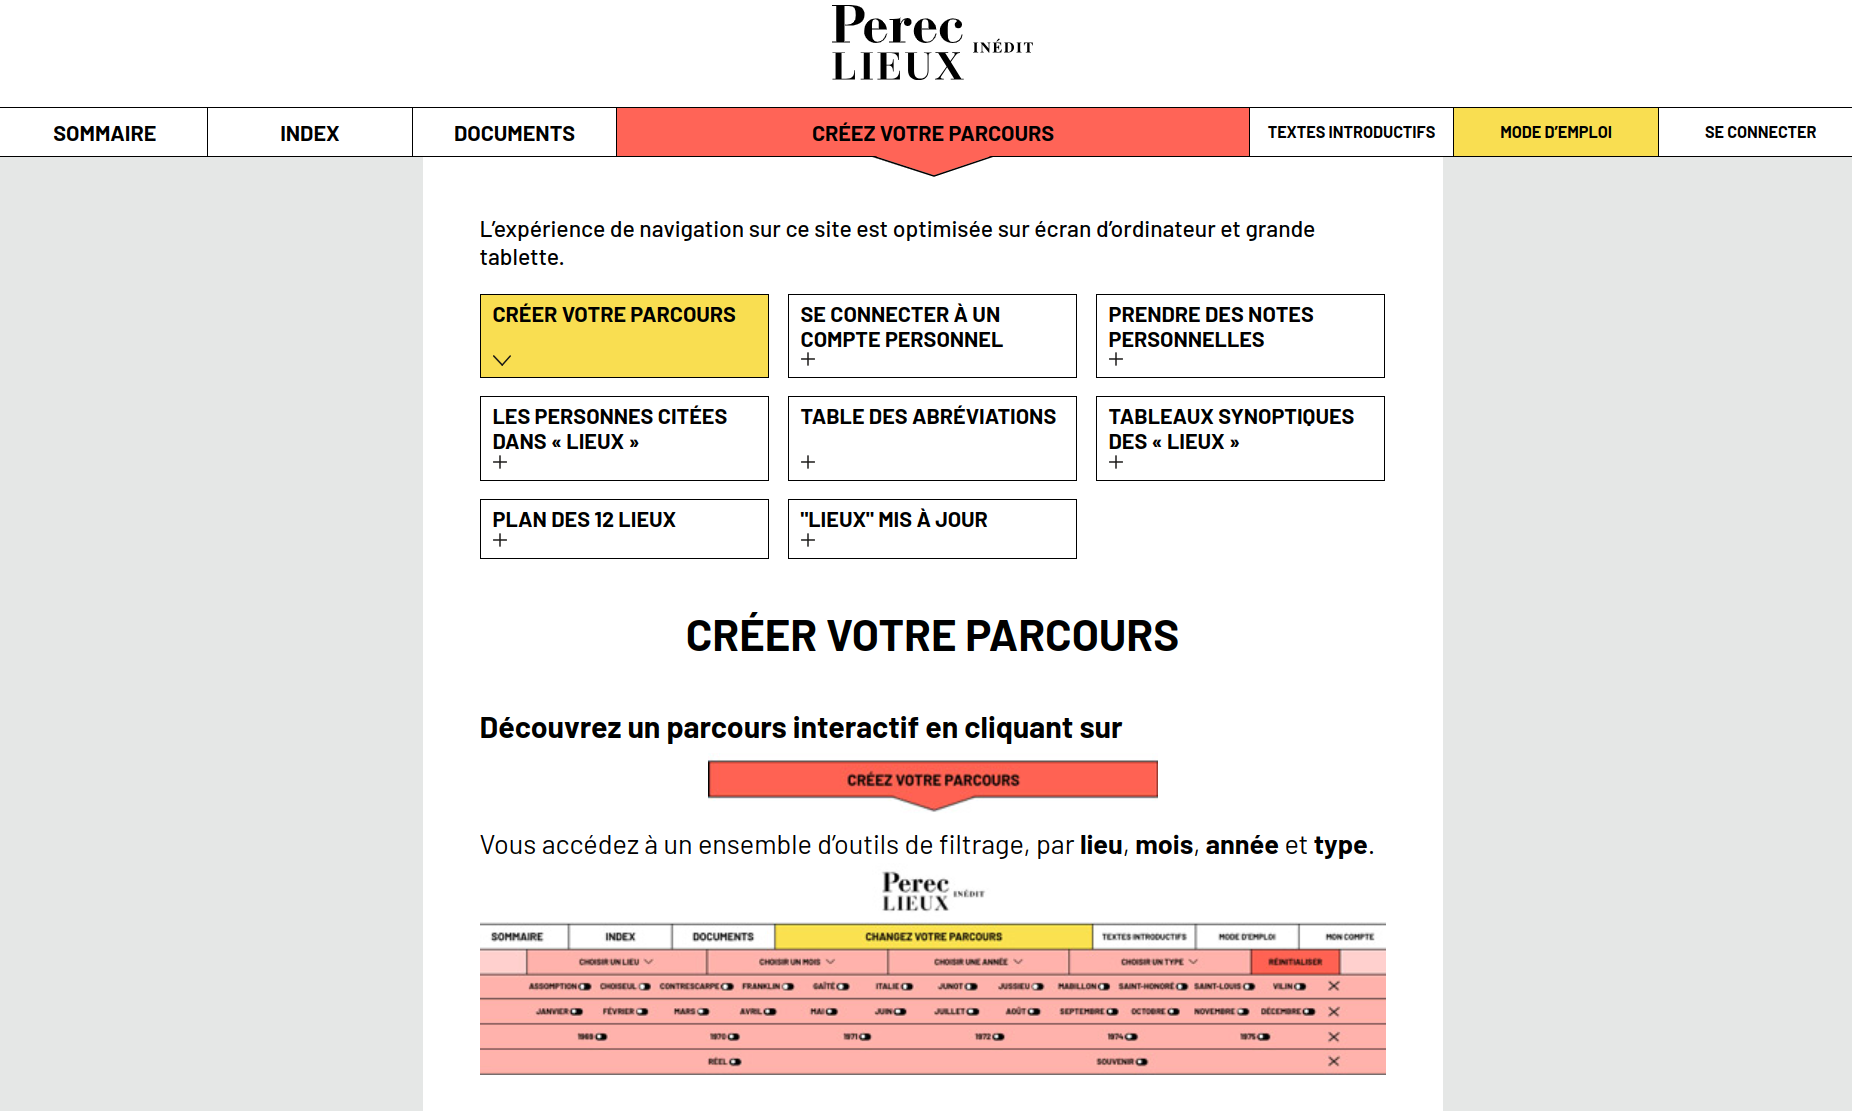 Perec
LIEUX INÉDIT
SOMMAIRE INDEX DOCUMENTS CRÉEZ VOTRE PARCOURS TEXTES INTRODUCTIFS MODE D’EMPLOI SE CONNECTER
L’expérience de navigation sur ce site est optimisée sur écran d’ordinateur et grande
tablette.
CRÉER VOTRE PARCOURS
SE CONNECTER À UN
COMPTE PERSONNEL
PRENDRE DES NOTES
PERSONNELLES
LES PERSONNES CITÉES
DANS « LIEUX »
TABLE DES ABRÉVIATIONS
TABLEAUX SYNOPTIQUES
DES « LIEUX »
PLAN DES 12 LIEUX
"LIEUX" MIS À JOUR
CRÉER VOTRE PARCOURS
Découvrez un parcours interactif en cliquant sur
CRÉEZ VOTRE PARCOURS
Vous accédez à un ensemble d’outils de filtrage, par lieu, mois, année et type.
Perec
LIEUX INÉDIT
SOMMAIRE INDEX DOCUMENTS CHANGEZ VOTRE PARCOURS TEXTES INTRODUCTIFS MODE D’EMPLOI MON COMPTE
CHOISIR UN LIEU CHOISIR UN MOIS CHOISIR UNE ANNÉE CHOISIR UN TYPE RÉINITIALISER
ASSOMPTION CHOISEUL CONTRESCARPE FRANKLIN GAÎTÉ ITALIE JUNOT JUSSIEU MABILLON SAINT-HONORÉ SAINT-LOUIS VILIN
JANVIER FÉVRIER MARS AVRIL MAI JUIN JUILLET AOÛT SEPTEMBRE OCTOBRE NOVEMBRE DÉCEMBRE
1969 1970 1971 1972 1974 1975
RÉEL SOUVENIR